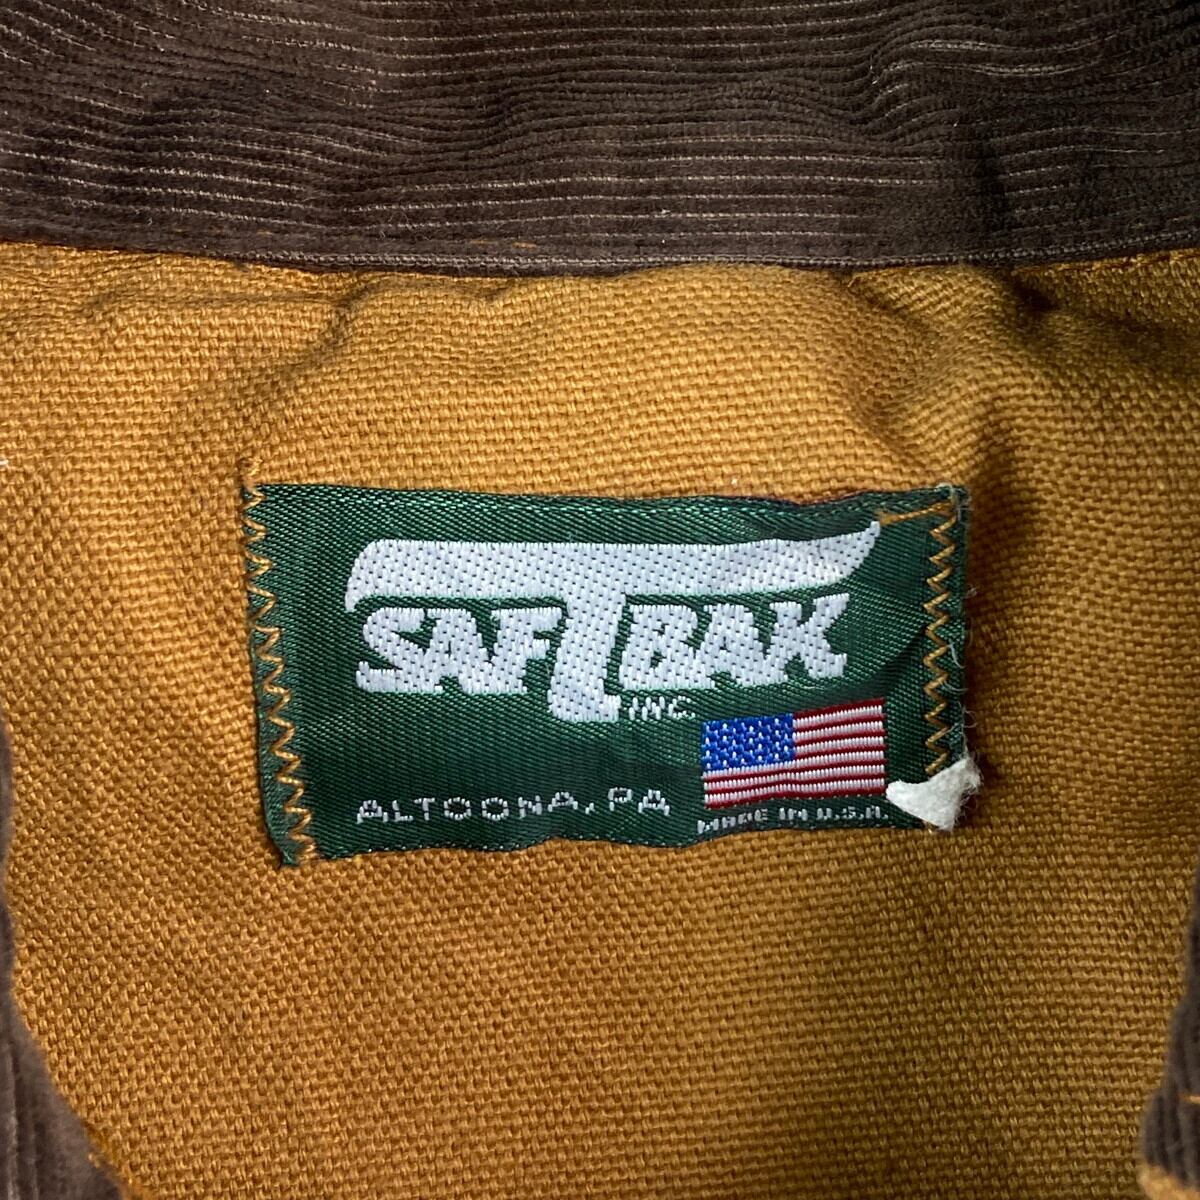 SAFTBAK
INC.
ALTOONA, PA
MADE IN U.S.A.